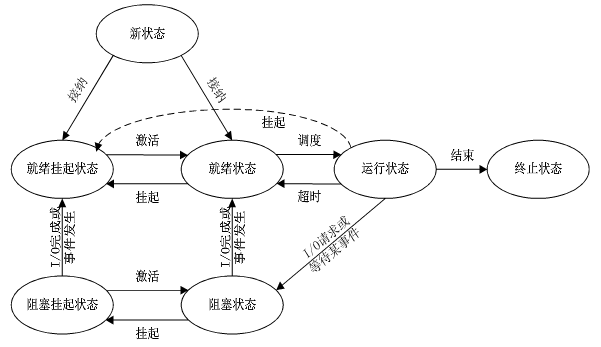 新状态
接纳
接纳
挂起
激活
调度
结束
就绪挂起状态
就绪状态
运行状态
终止状态
挂起
超时
I/O完成或
事件发生
I/O完成或
事件发生
I/O请求或
等待某事件
激活
阻塞挂起状态
阻塞状态
挂起